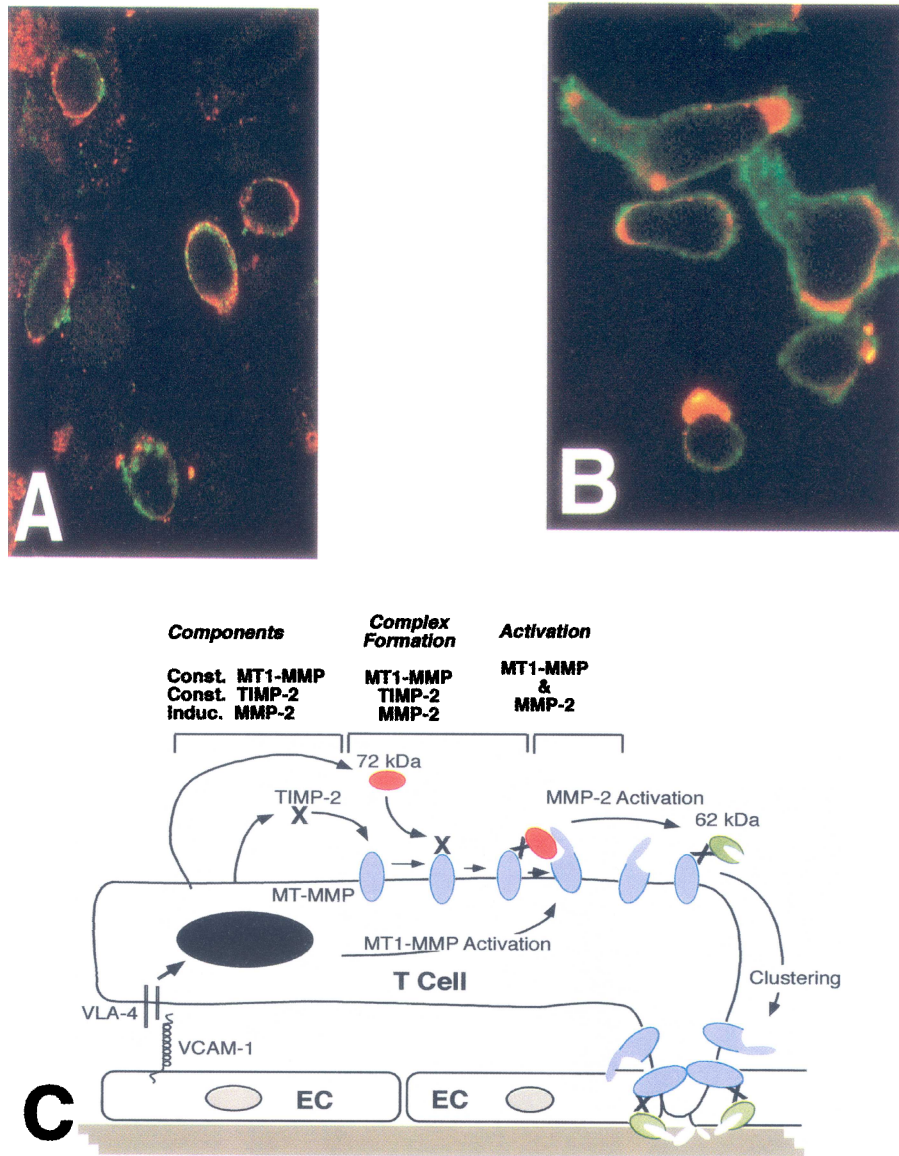 A
B
Components
Const. MT1-MMP
Const. TIMP-2
Induc. MMP-2
Complex
Formation
MT1-MMP
TIMP-2
MMP-2
Activation
MT1-MMP
&
MMP-2
72 kDa
TIMP-2
X
X
X
MMP-2 Activation
62 kDa
X
MT-MMP
MT1-MMP Activation
T Cell
Clustering
VLA-4
VCAM-1
EC
EC
X
X
C